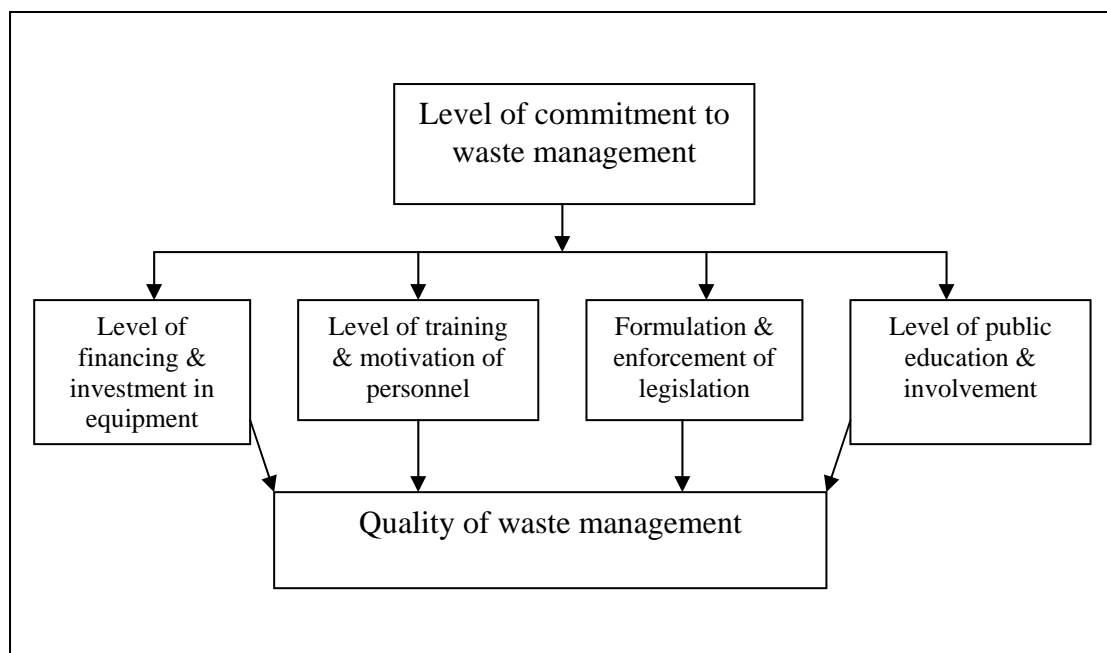 Level of commitment to
waste management
Level of
financing &
investment in
equipment
Level of training
& motivation of
personnel
Formulation &
enforcement of
legislation
Level of public
education &
involvement
Quality of waste management